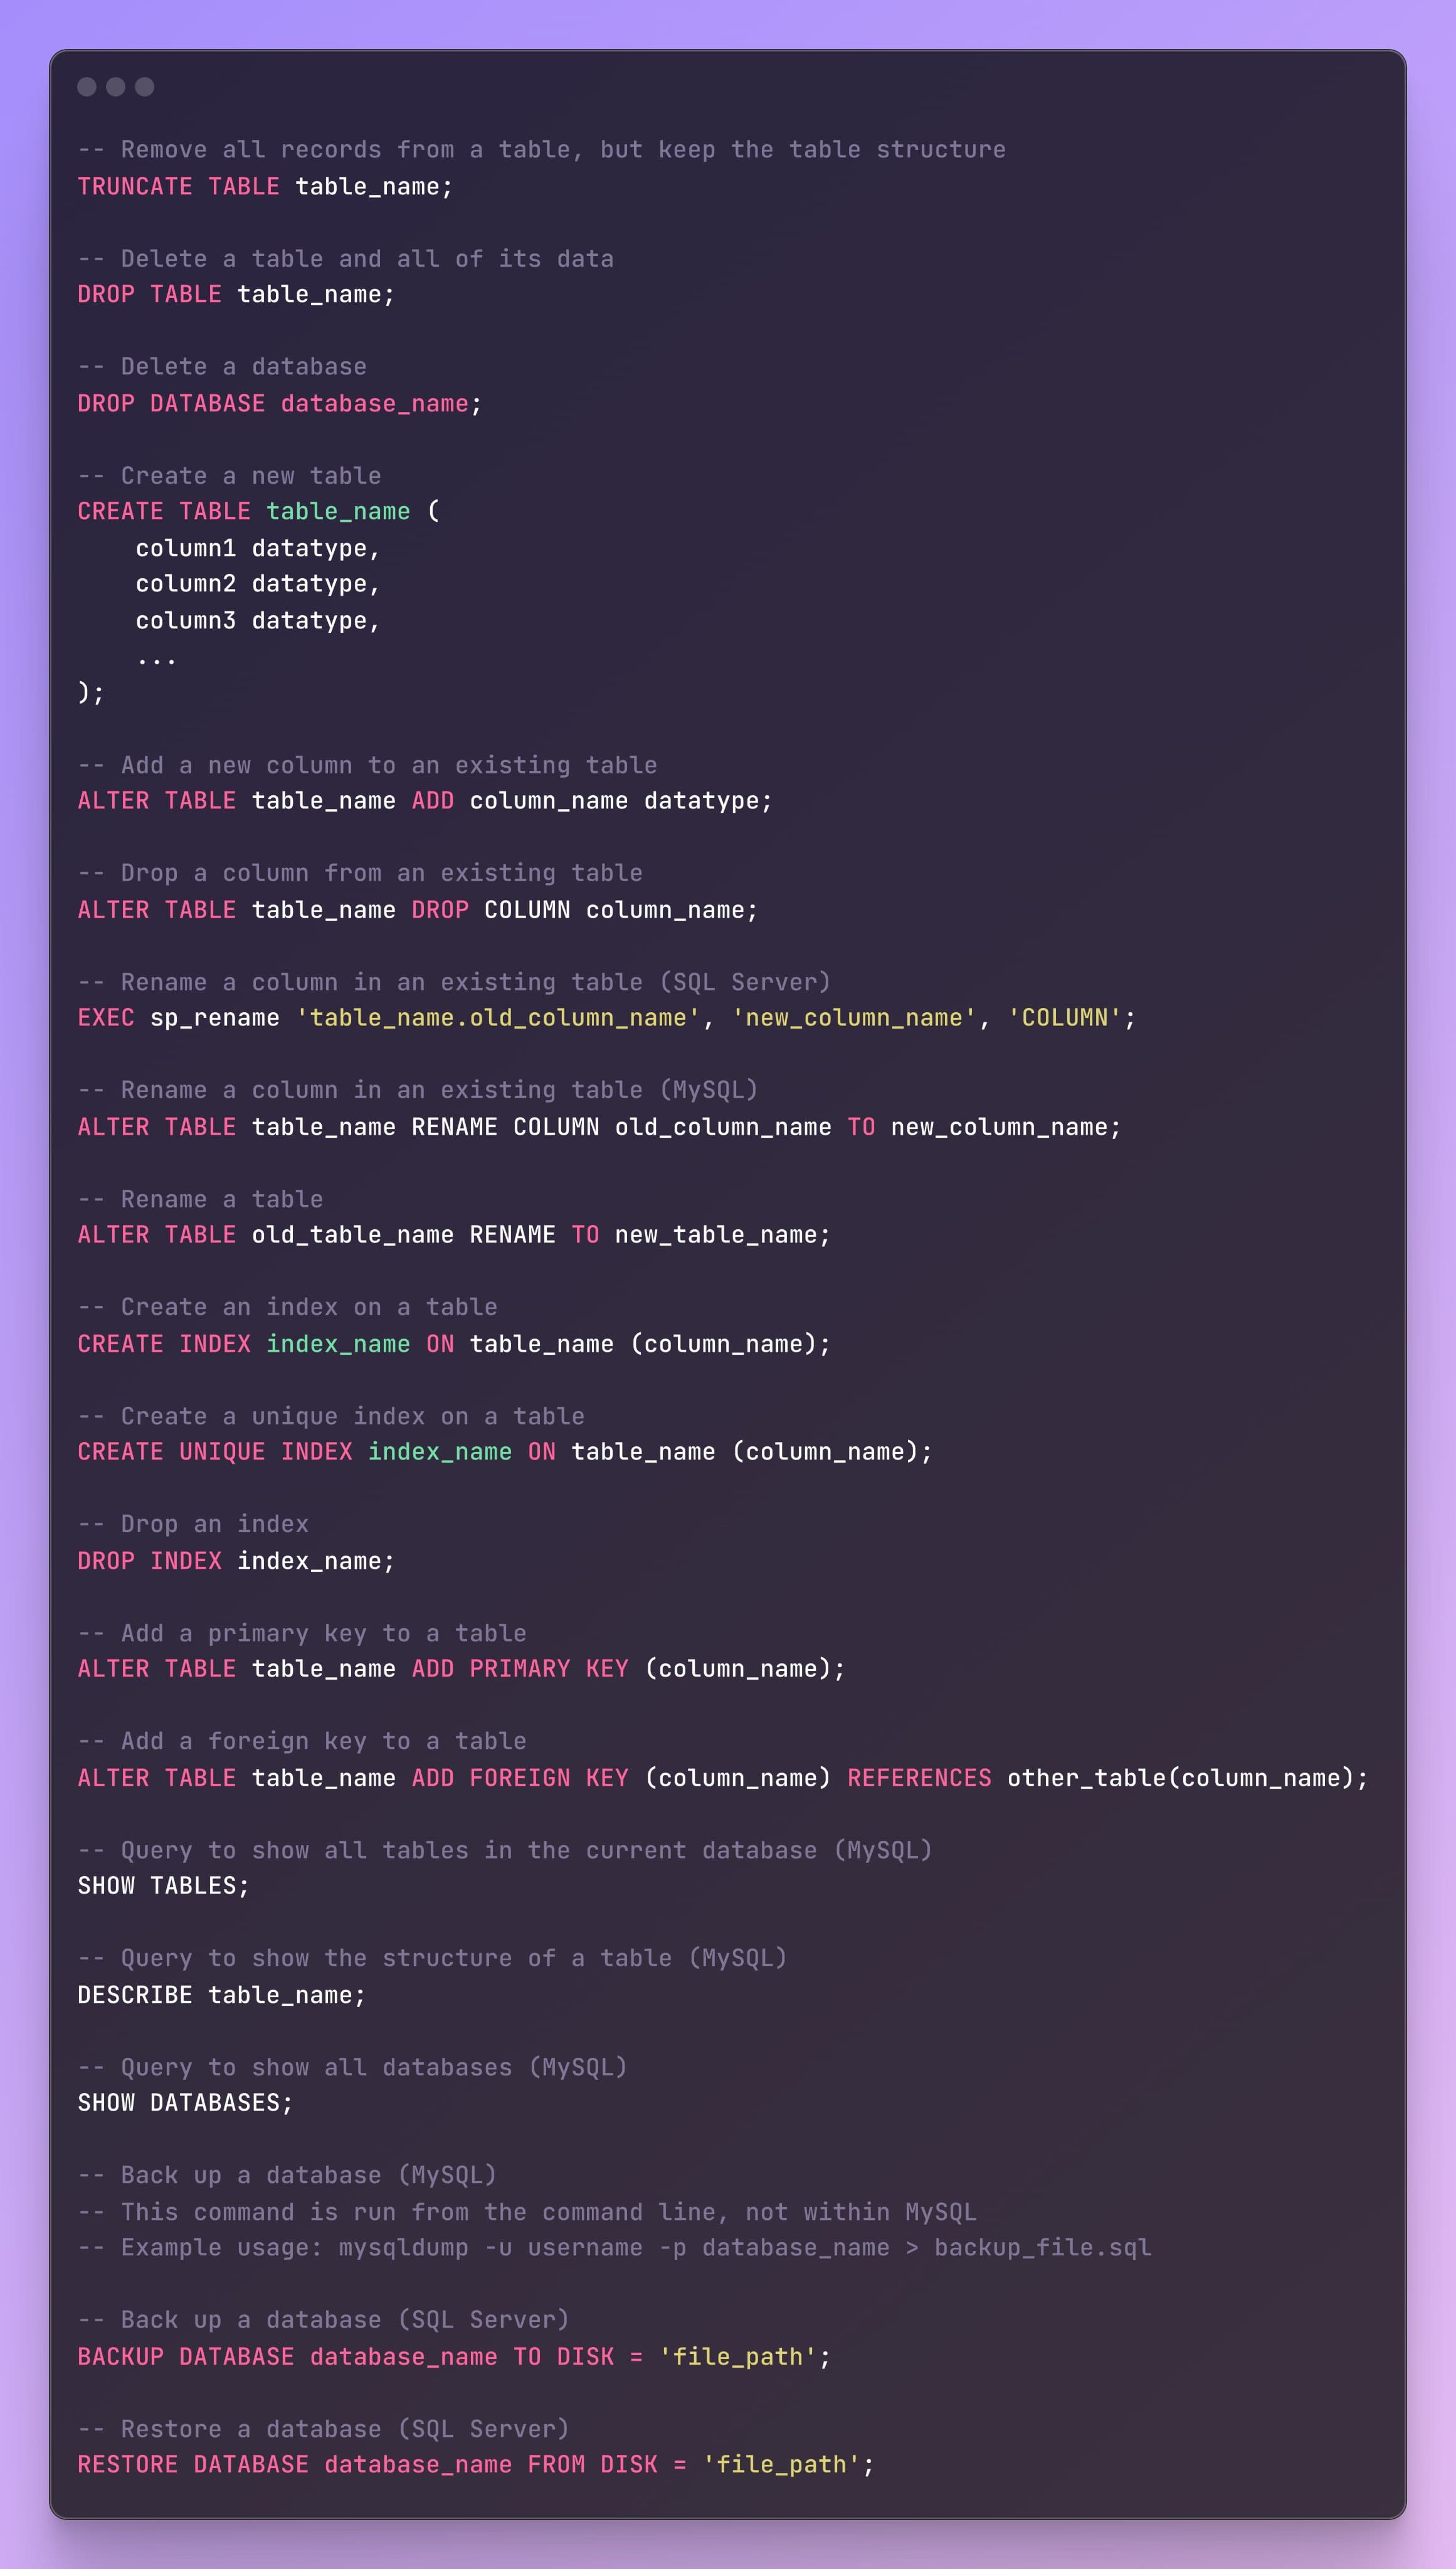 -- Remove all records from a table, but keep the table structure
TRUNCATE TABLE table_name;

-- Delete a table and all of its data
DROP TABLE table_name;

-- Delete a database
DROP DATABASE database_name;

-- Create a new table
CREATE TABLE table_name (
    column1 datatype,
    column2 datatype,
    column3 datatype,
    ...
);

-- Add a new column to an existing table
ALTER TABLE table_name ADD column_name datatype;

-- Drop a column from an existing table
ALTER TABLE table_name DROP COLUMN column_name;

-- Rename a column in an existing table (SQL Server)
EXEC sp_rename 'table_name.old_column_name', 'new_column_name', 'COLUMN';

-- Rename a column in an existing table (MySQL)
ALTER TABLE table_name RENAME COLUMN old_column_name TO new_column_name;

-- Rename a table
ALTER TABLE old_table_name RENAME TO new_table_name;

-- Create an index on a table
CREATE INDEX index_name ON table_name (column_name);

-- Create a unique index on a table
CREATE UNIQUE INDEX index_name ON table_name (column_name);

-- Drop an index
DROP INDEX index_name;

-- Add a primary key to a table
ALTER TABLE table_name ADD PRIMARY KEY (column_name);

-- Add a foreign key to a table
ALTER TABLE table_name ADD FOREIGN KEY (column_name) REFERENCES other_table(column_name);

-- Query to show all tables in the current database (MySQL)
SHOW TABLES;

-- Query to show the structure of a table (MySQL)
DESCRIBE table_name;

-- Query to show all databases (MySQL)
SHOW DATABASES;

-- Back up a database (MySQL)
-- This command is run from the command line, not within MySQL
-- Example usage: mysqldump -u username -p database_name > backup_file.sql

-- Back up a database (SQL Server)
BACKUP DATABASE database_name TO DISK = 'file_path';

-- Restore a database (SQL Server)
RESTORE DATABASE database_name FROM DISK = 'file_path';